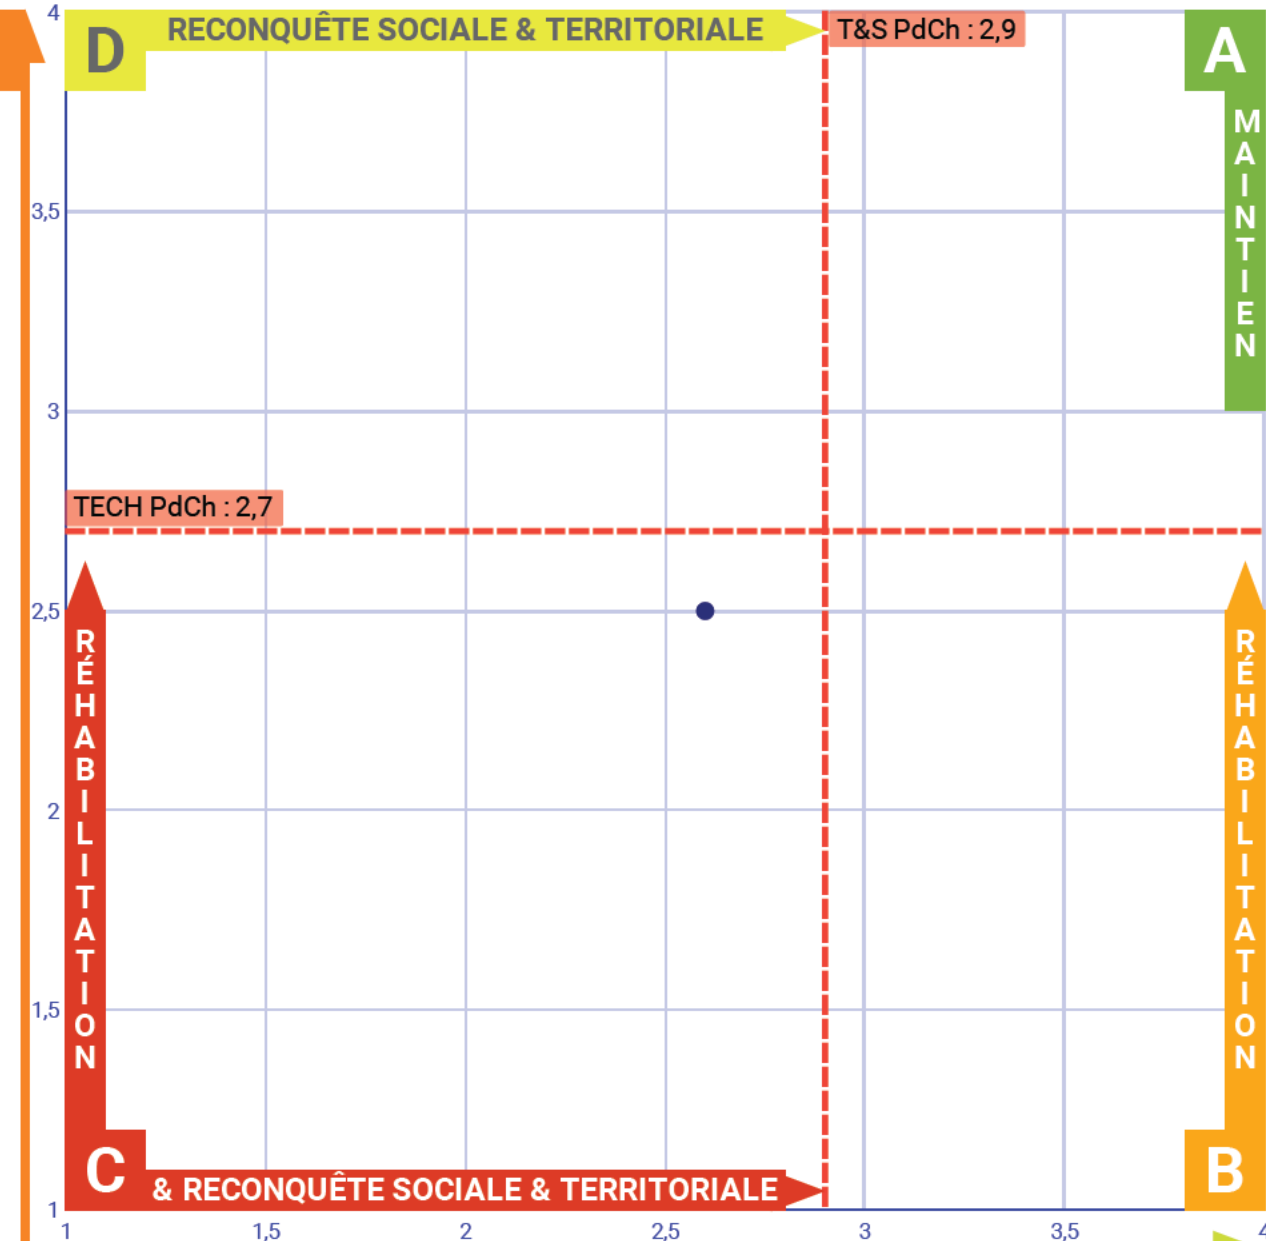 4
D
RECONQUÊTE SOCIALE & TERRITORIALE
T&S PdCh : 2,9
A
MAINTIEN
3,5
3
TECH PdCh : 2,7
2,5
RÉHABILITATION
RÉHABILITATION
2
1,5
C
& RECONQUÊTE SOCIALE & TERRITORIALE
B
1
1 1,5 2 2,5 3 3,5 4